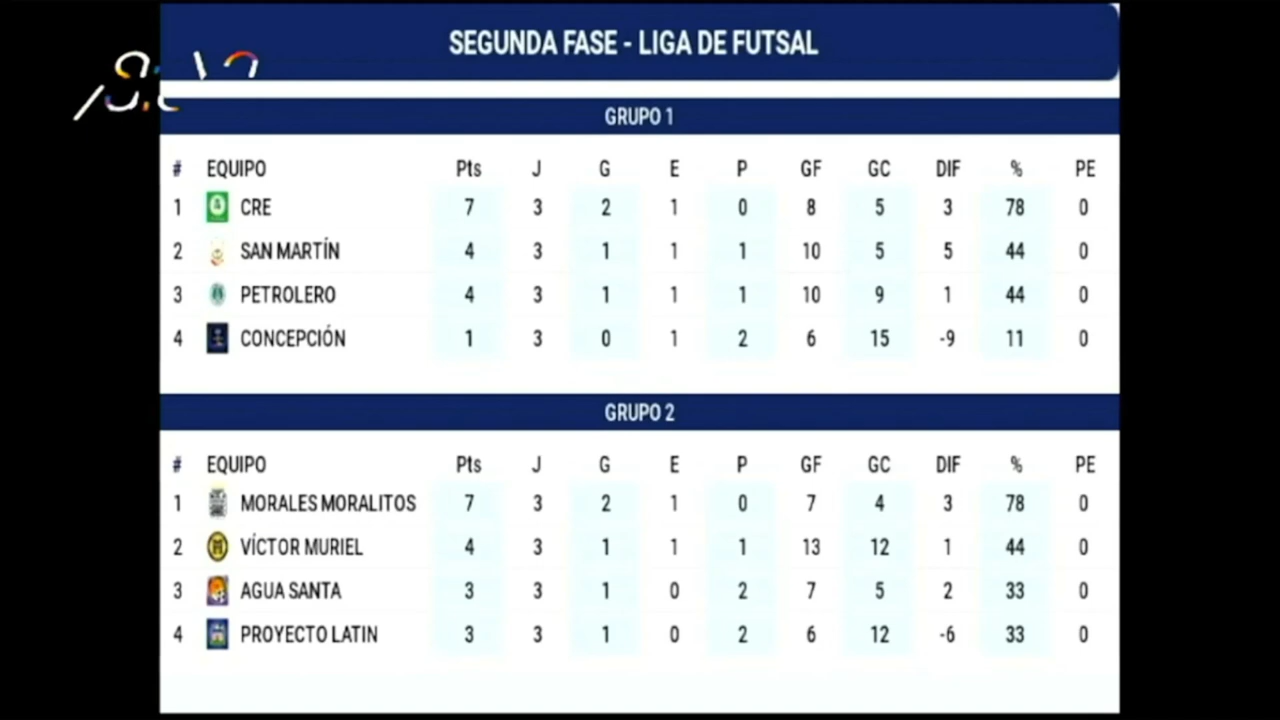 SEGUNDA FASE - LIGA DE FUTSAL
GRUPO 1
# EQUIPO Pts J G E P GF GC DIF % PE
1 CRE 7 3 2 1 0 8 5 3 78 0
2 SAN MARTÍN 4 3 1 1 1 10 5 5 44 0
3 PETROLERO 4 3 1 1 1 10 9 1 44 0
4 CONCEPCIÓN 1 3 0 1 2 6 15 -9 11 0
GRUPO 2
# EQUIPO Pts J G E P GF GC DIF % PE
1 MORALES MORALITOS 7 3 2 1 0 7 4 3 78 0
2 VÍCTOR MURIEL 4 3 1 1 1 13 12 1 44 0
3 AGUA SANTA 3 3 1 0 2 7 5 2 33 0
4 PROYECTO LATIN 3 3 1 0 2 6 12 -6 33 0